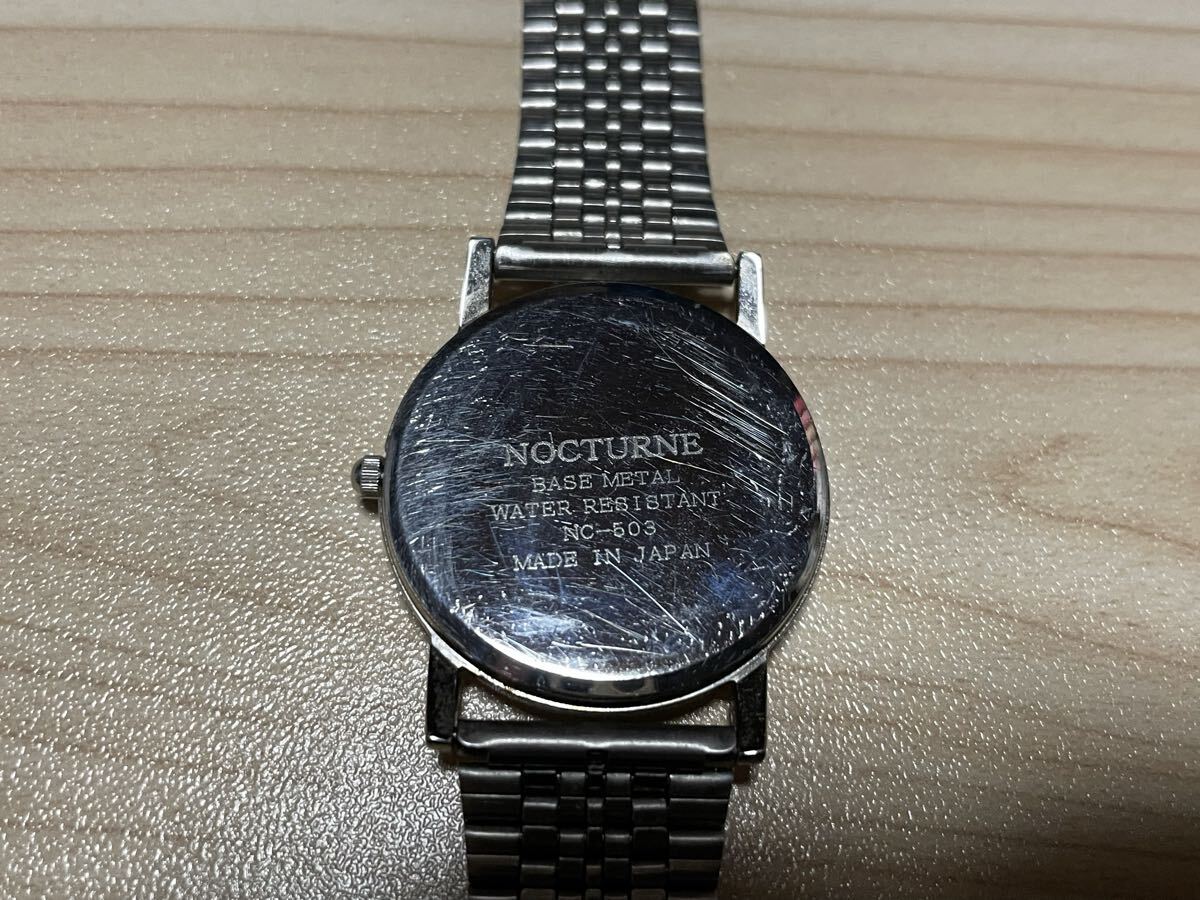 NOCTURNE
BASE METAL
WATER RESISTANT
NC-503
MADE IN JAPAN